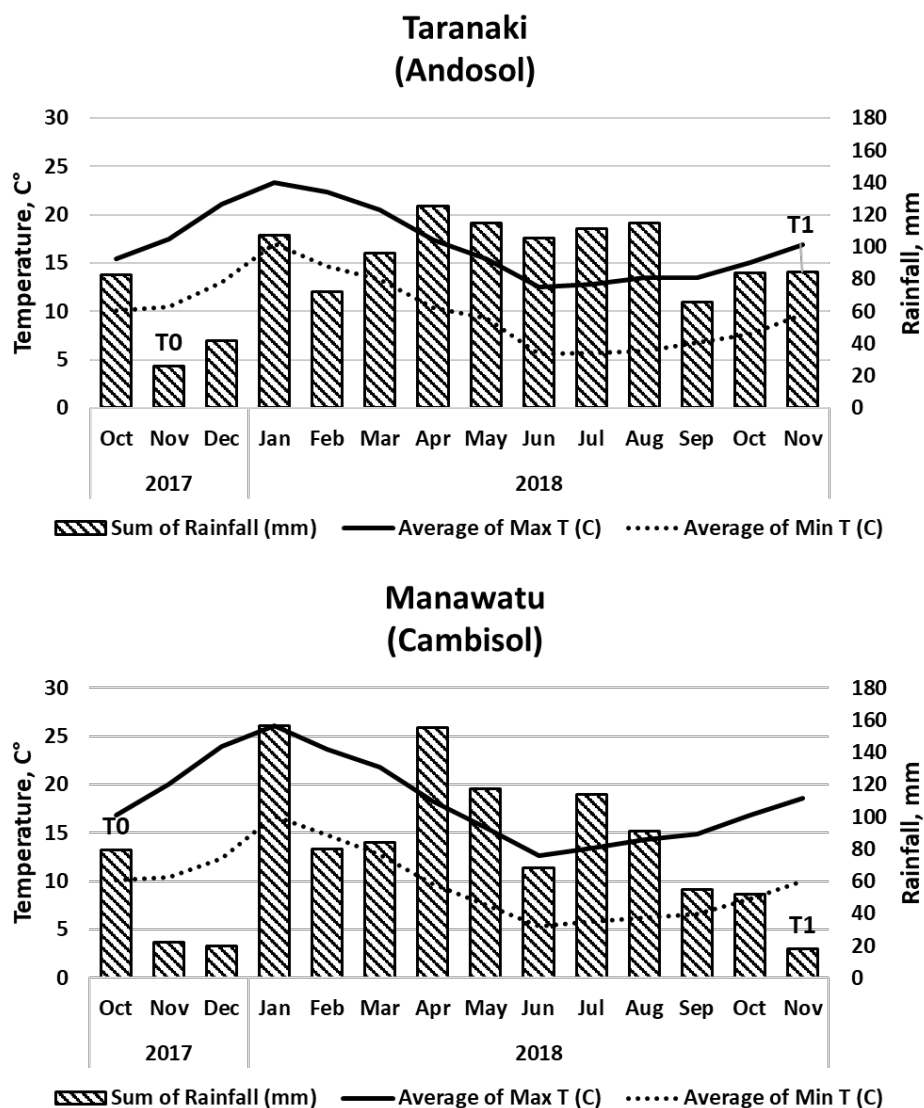 Taranaki
(Andosol)
30 180
160
25
140
20 120
100
15
80
10 60
40
5
20
0 0
Temperature, C°
Rainfall, mm
T0
T1
Oct Nov Dec Jan Feb Mar Apr May Jun Jul Aug Sep Oct Nov
2017 2018
Sum of Rainfall (mm) Average of Max T (C) Average of Min T (C)
Manawatu
(Cambisol)
30 180
160
25
140
20 120
100
15
80
10 60
40
5
20
0 0
Temperature, C°
Rainfall, mm
T0
T1
Oct Nov Dec Jan Feb Mar Apr May Jun Jul Aug Sep Oct Nov
2017 2018
Sum of Rainfall (mm) Average of Max T (C) Average of Min T (C)